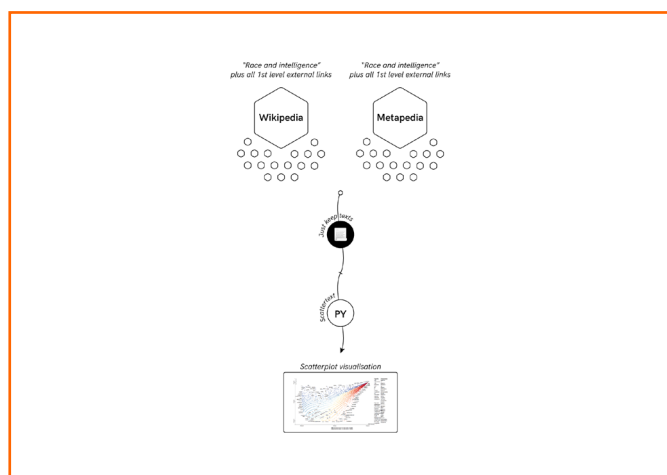 "Race and intelligence"
plus all 1st level external links
"Race and intelligence"
plus all 1st level external links
Wikipedia
Metapedia
Just keep texts
Scattertext
PY
Scatterplot visualisation